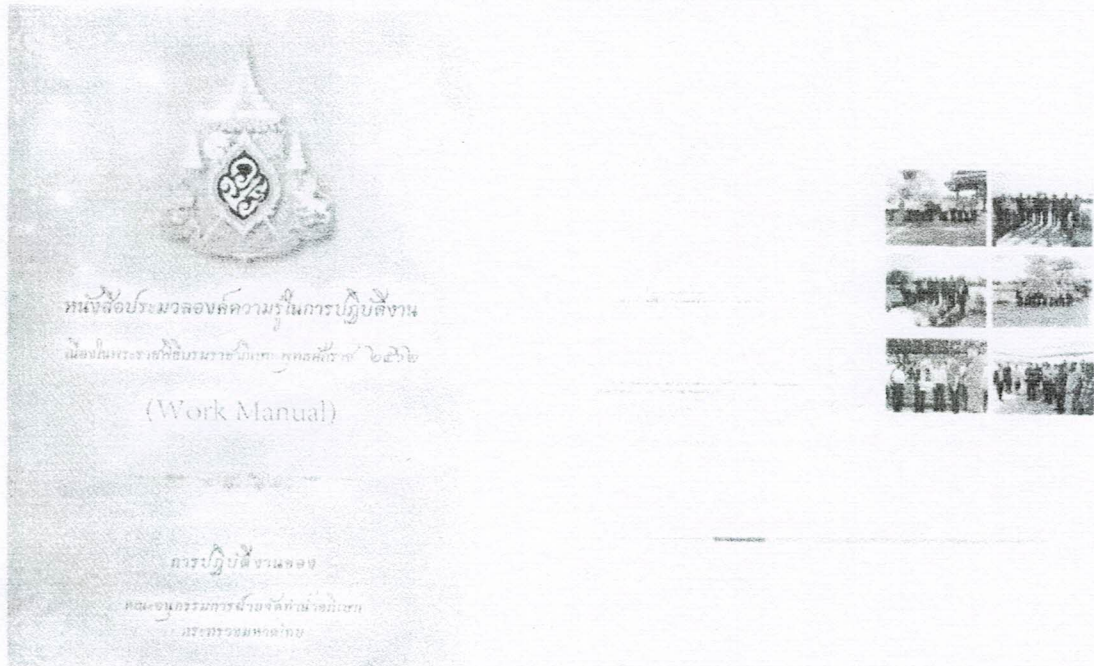 หนังสือประมวลองค์ความรู้ในการปฏิบัติงาน
เนื่องในพระราชพิธีบรมราชาภิเษก พุทธศักราช ๒๕๖๒
(Work Manual)
การปฏิบัติงานของ
คณะอนุกรรมการฝ่ายจัดทำน้ำอภิเษก
กระทรวงมหาดไทย